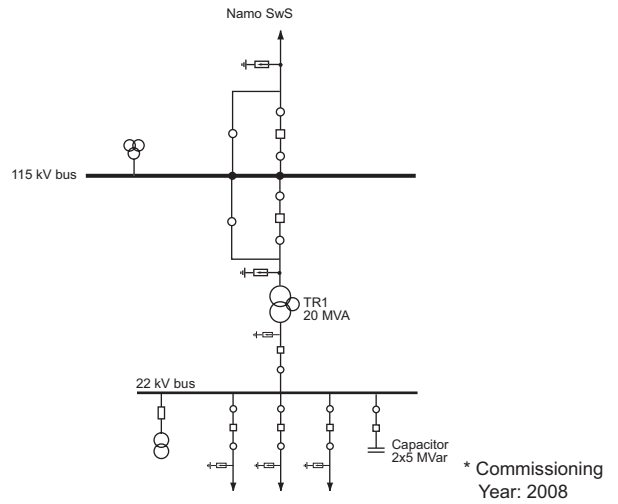 Namo SwS
115 kV bus
TR1
20 MVA
22 kV bus
Capacitor
2x5 MVar
* Commissioning
Year: 2008